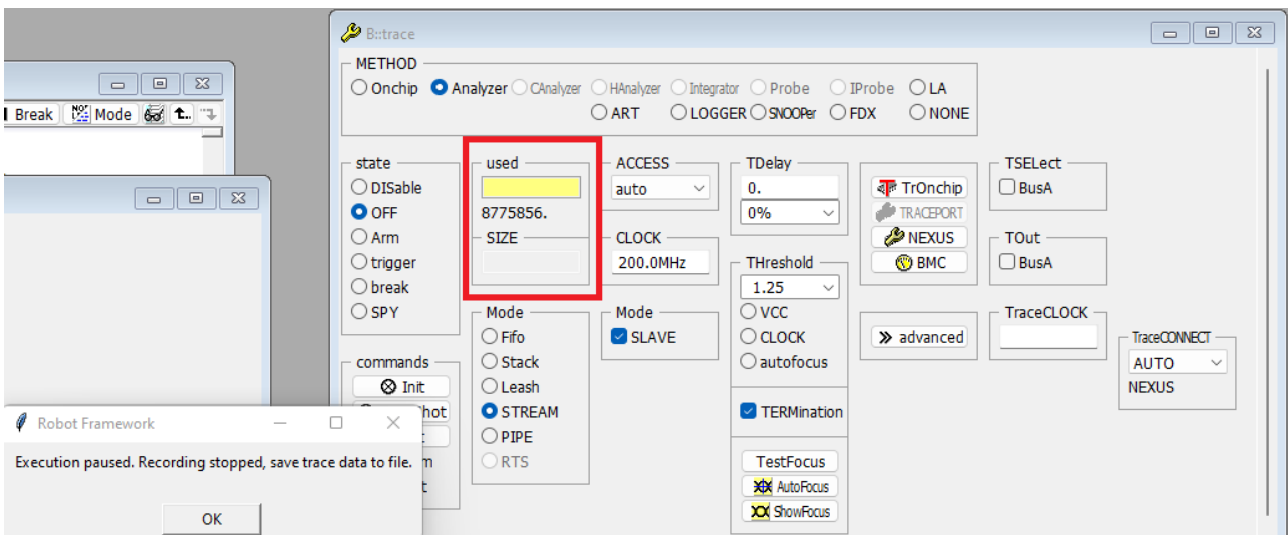 B::trace
METHOD
Onchip Analyzer CAnalyzer HAnalyzer Integrator Probe IProbe LA
ART LOGGER SNOOPer FDX NONE
Break Mode
state
DISable
OFF
Arm
trigger
break
SPY
used
8775856.
SIZE
ACCESS
auto
CLOCK
200.0MHz
TDelay
0.
0%
TrOnchip
TRACEPORT
NEXUS
BMC
TSELect
BusA
TOut
BusA
THreshold
1.25
VCC
CLOCK
autofocus
Mode
Fifo
Stack
Leash
STREAM
PIPE
RTS
Mode
SLAVE
advanced
TraceCLOCK
TraceCONNECT
AUTO
NEXUS
commands
Init
TERMination
TestFocus
AutoFocus
ShowFocus
Robot Framework
Execution paused. Recording stopped, save trace data to file.
OK